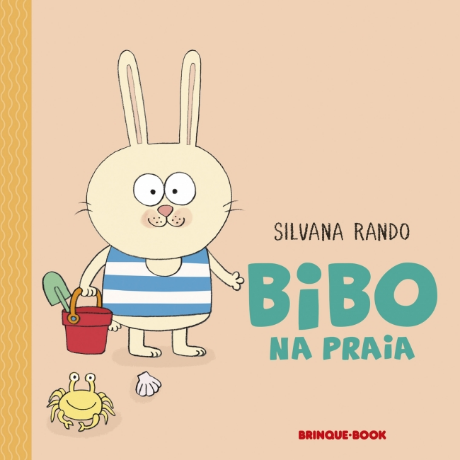 SILVANA RANDO
BiBO
NA PRAiA
BRINQUE-BOOK